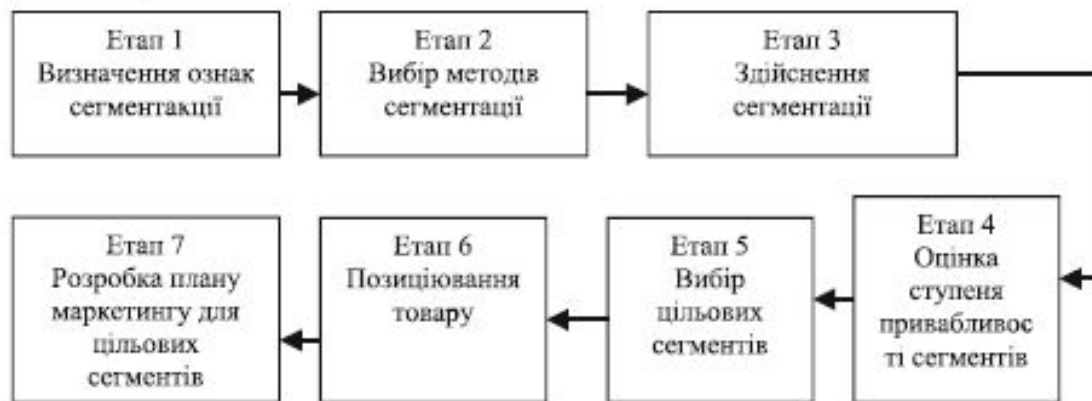 Етап 1
Визначення ознак
сегментакції
Етап 2
Вибір методів
сегментації
Етап 3
Здійснення
сегментації
Етап 4
Оцінка
ступеня
привабливос
ті сегментів
Етап 5
Вибір
цільових
сегментів
Етап 6
Позиціювання
товару
Етап 7
Розробка плану
маркетингу для
цільових
сегментів